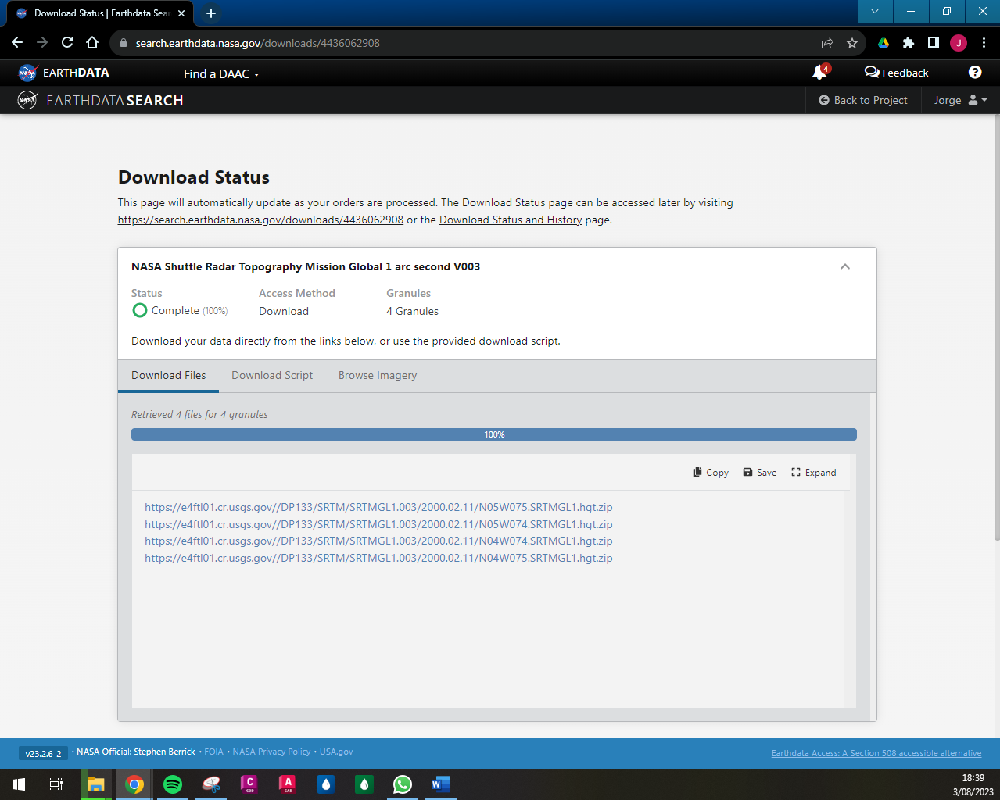 Download Status | Earthdata Sear
search.earthdata.nasa.gov/downloads/4436062908
J
EARTHDATA
Find a DAAC
4
Feedback
EARTHDATA SEARCH
Back to Project
Jorge
Download Status
This page will automatically update as your orders are processed. The Download Status page can be accessed later by visiting
https://search.earthdata.nasa.gov/downloads/4436062908 or the Download Status and History page.
NASA Shuttle Radar Topography Mission Global 1 arc second V003
Status Access Method Granules
Complete (100%) Download 4 Granules
Download your data directly from the links below, or use the provided download script.
Download Files Download Script Browse Imagery
Retrieved 4 files for 4 granules
100%
Copy Save Expand
https://e4ftl01.cr.usgs.gov//DP133/SRTM/SRTMGL1.003/2000.02.11/N05W075.SRTMGL1.hgt.zip
https://e4ftl01.cr.usgs.gov//DP133/SRTM/SRTMGL1.003/2000.02.11/N05W074.SRTMGL1.hgt.zip
https://e4ftl01.cr.usgs.gov//DP133/SRTM/SRTMGL1.003/2000.02.11/N04W074.SRTMGL1.hgt.zip
https://e4ftl01.cr.usgs.gov//DP133/SRTM/SRTMGL1.003/2000.02.11/N04W075.SRTMGL1.hgt.zip
v23.2.6-2 • NASA Official: Stephen Berrick • FOIA • NASA Privacy Policy • USA.gov
Earthdata Access: A Section 508 accessible alternative
C C3D
A CAD
W
18:39
3/08/2023